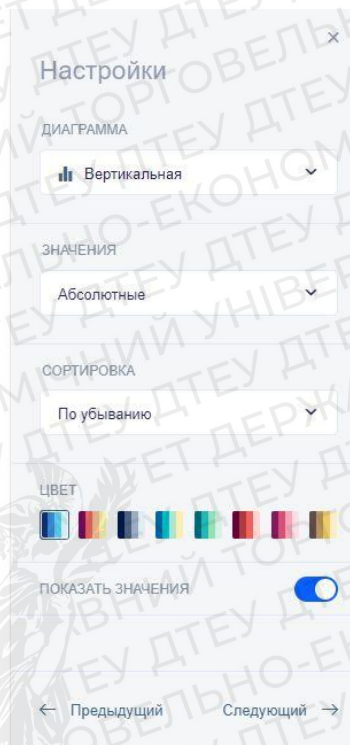 Настройки
ДИАГРАММА
Вертикальная
ЗНАЧЕНИЯ
Абсолютные
СОРТИРОВКА
По убыванию
ЦВЕТ
ПОКАЗАТЬ ЗНАЧЕНИЯ
← Предыдущий Следующий →